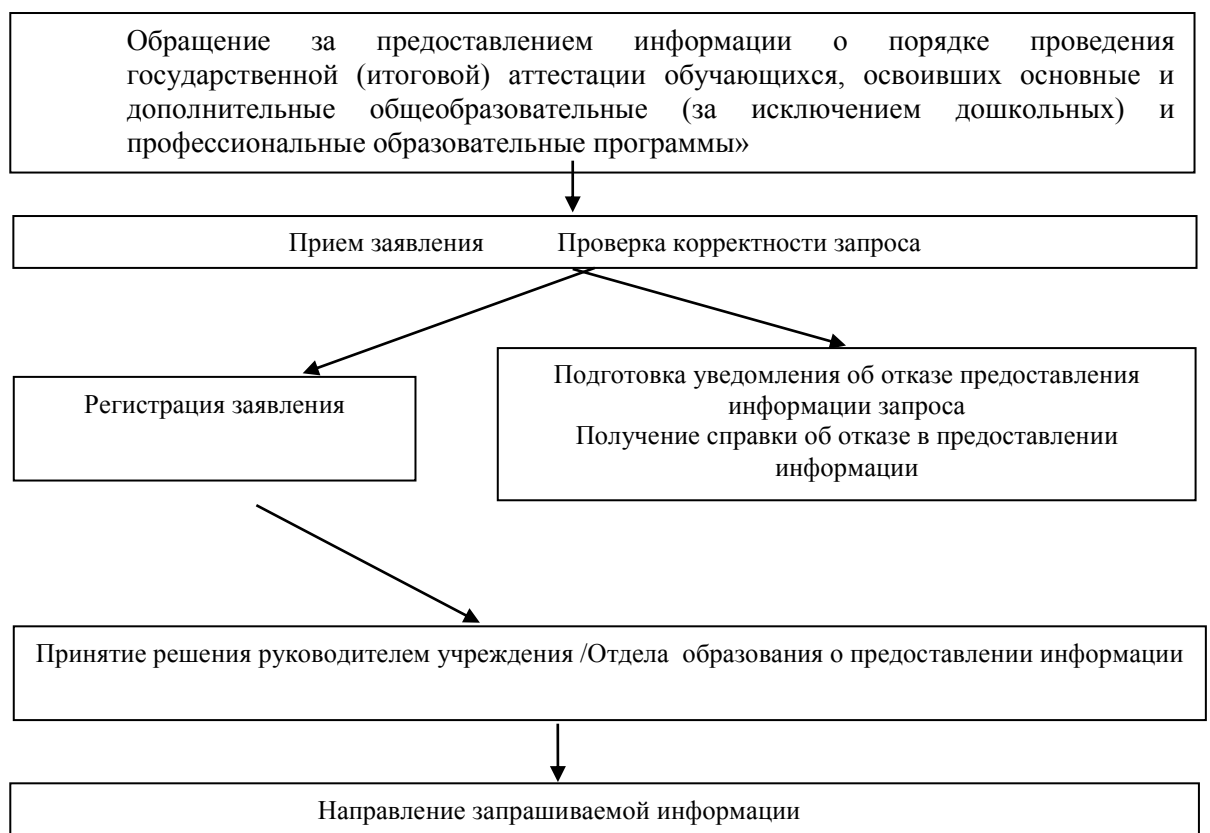 Обращение за предоставлением информации о порядке проведения
государственной (итоговой) аттестации обучающихся, освоивших основные и
дополнительные общеобразовательные (за исключением дошкольных) и
профессиональные образовательные программы»
Прием заявления Проверка корректности запроса
Регистрация заявления
Подготовка уведомления об отказе предоставления
информации запроса
Получение справки об отказе в предоставлении
информации
Принятие решения руководителем учреждения /Отдела образования о предоставлении информации
Направление запрашиваемой информации